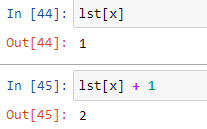 In [44]: lst[x]
Out[44]: 1
In [45]: lst[x] + 1
Out[45]: 2